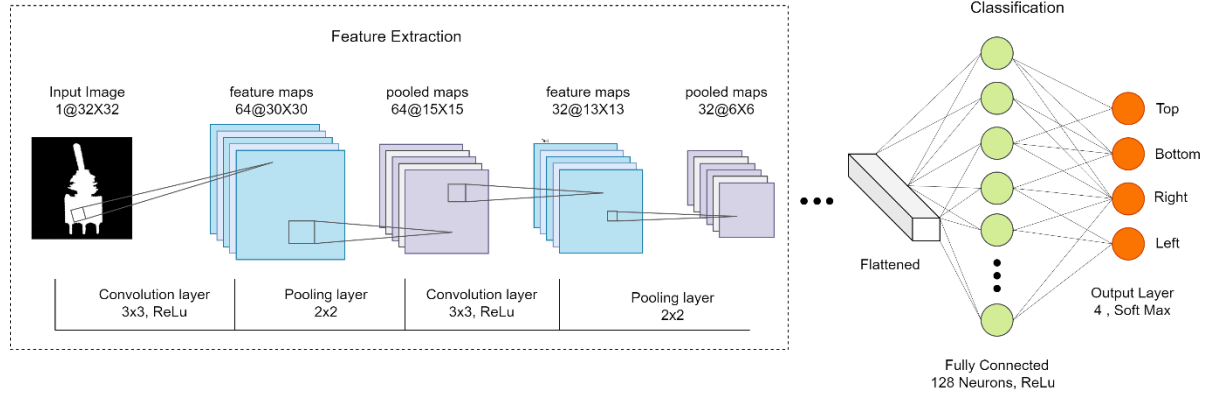 Classification
Feature Extraction
Input Image
1@32X32
feature maps
64@30X30
pooled maps
64@15X15
feature maps
32@13X13
pooled maps
32@6X6
Top
Bottom
Right
Left
Flattened
Convolution layer
3x3, ReLu
Pooling layer
2x2
Convolution layer
3x3, ReLu
Pooling layer
2x2
Output Layer
4 , Soft Max
Fully Connected
128 Neurons, ReLu